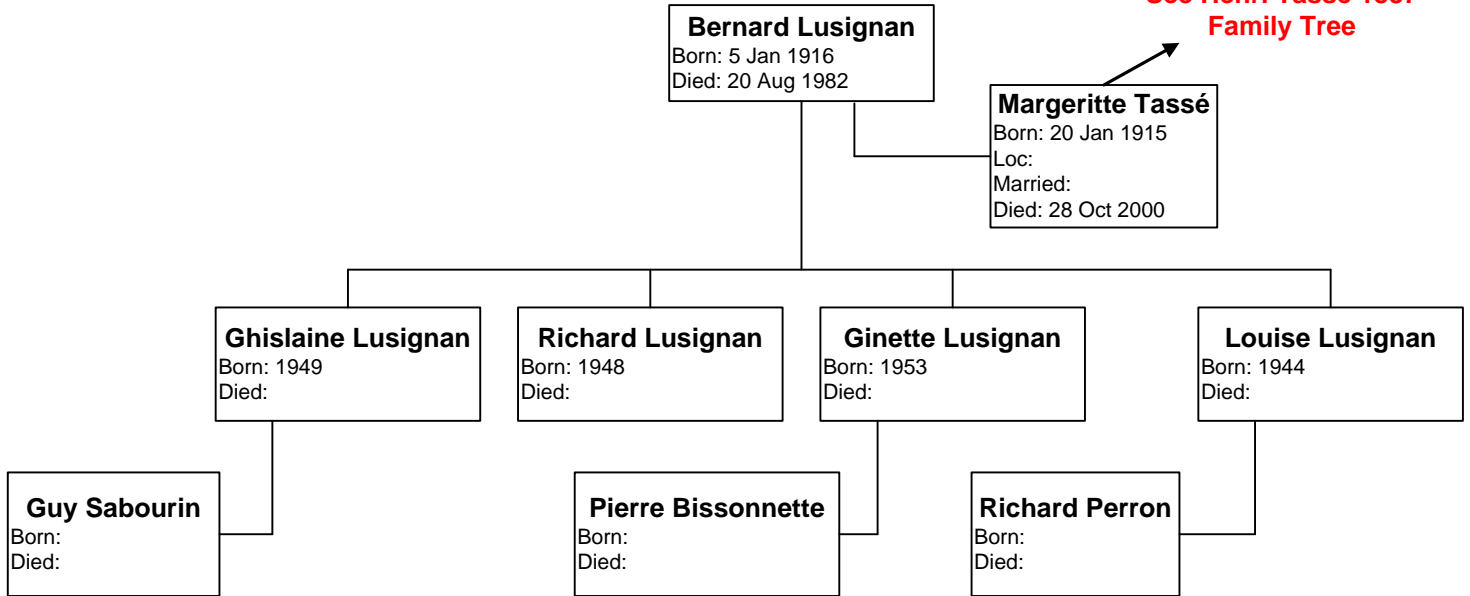 Family Tree
Bernard Lusignan
Born: 5 Jan 1916
Died: 20 Aug 1982
Margeritte Tassé
Born: 20 Jan 1915
Loc:
Married:
Died: 28 Oct 2000
Ghislaine Lusignan
Born: 1949
Died:
Richard Lusignan
Born: 1948
Died:
Ginette Lusignan
Born: 1953
Died:
Louise Lusignan
Born: 1944
Died:
Guy Sabourin
Born:
Died:
Pierre Bissonnette
Born:
Died:
Richard Perron
Born:
Died: